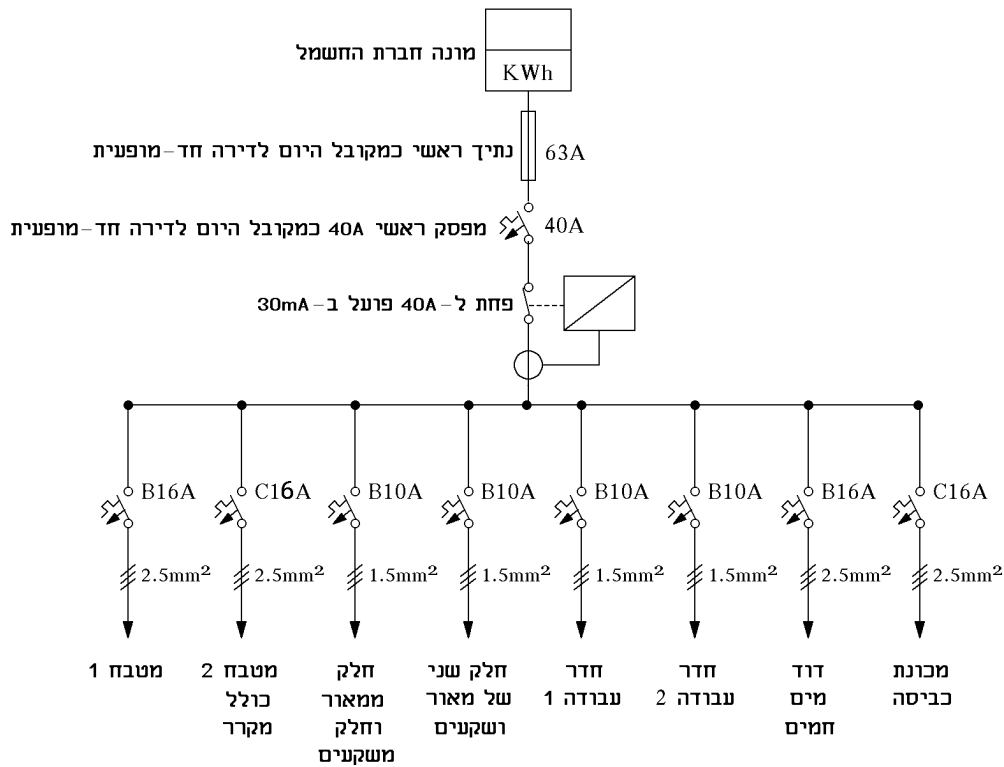 מונה חברת החשמל
KWh
נתיך ראשי כמקובל היום לדירה חד-מופעית
63A
מפסק ראשי 40A כמקובל היום לדירה חד-מופעית
40A
פחת ל-40A פועל ב-30mA
B16A
C16A
B10A
B10A
B10A
B10A
B16A
C16A
2.5mm²
2.5mm²
1.5mm²
1.5mm²
1.5mm²
1.5mm²
2.5mm²
2.5mm²
מטבח 1
מטבח 2
כולל
מקרר
חלק
ממאור
וחלק
משקעים
חלק שני
של מאור
ושקעים
חדר
עבודה 1
חדר
עבודה 2
דוד
מים
חמים
מכונת
כביסה